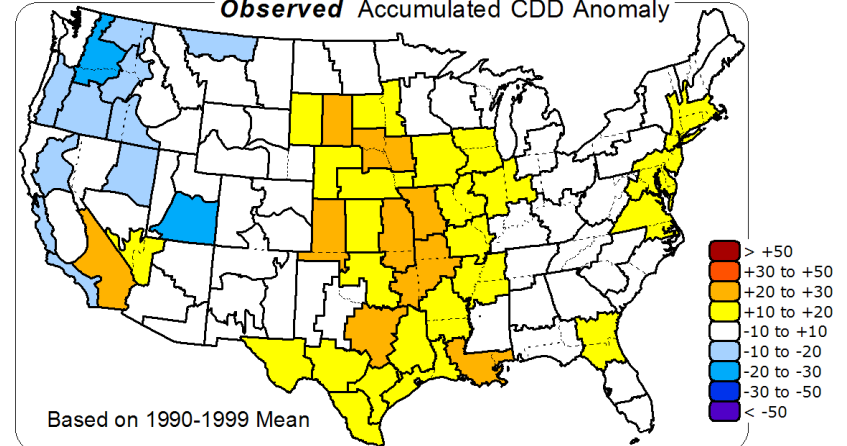 Observed Accumulated CDD Anomaly
> +50
+30 to +50
+20 to +30
+10 to +20
-10 to +10
-10 to -20
-20 to -30
-30 to -50
< -50
Based on 1990-1999 Mean